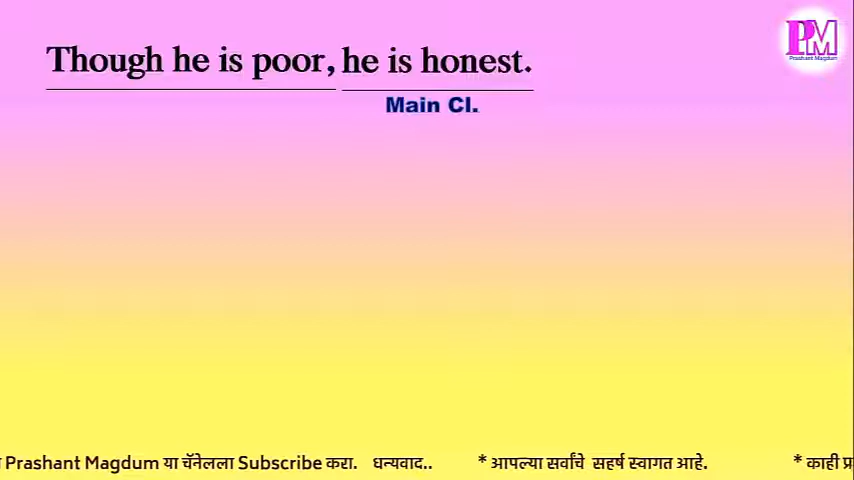 Though he is poor, he is honest.
Main Cl.
PM
Prashant Magdum
Prashant Magdum या चॅनेलला Subscribe करा. धन्यवाद.. * आपल्या सर्वांचे सहर्ष स्वागत आहे. * काही